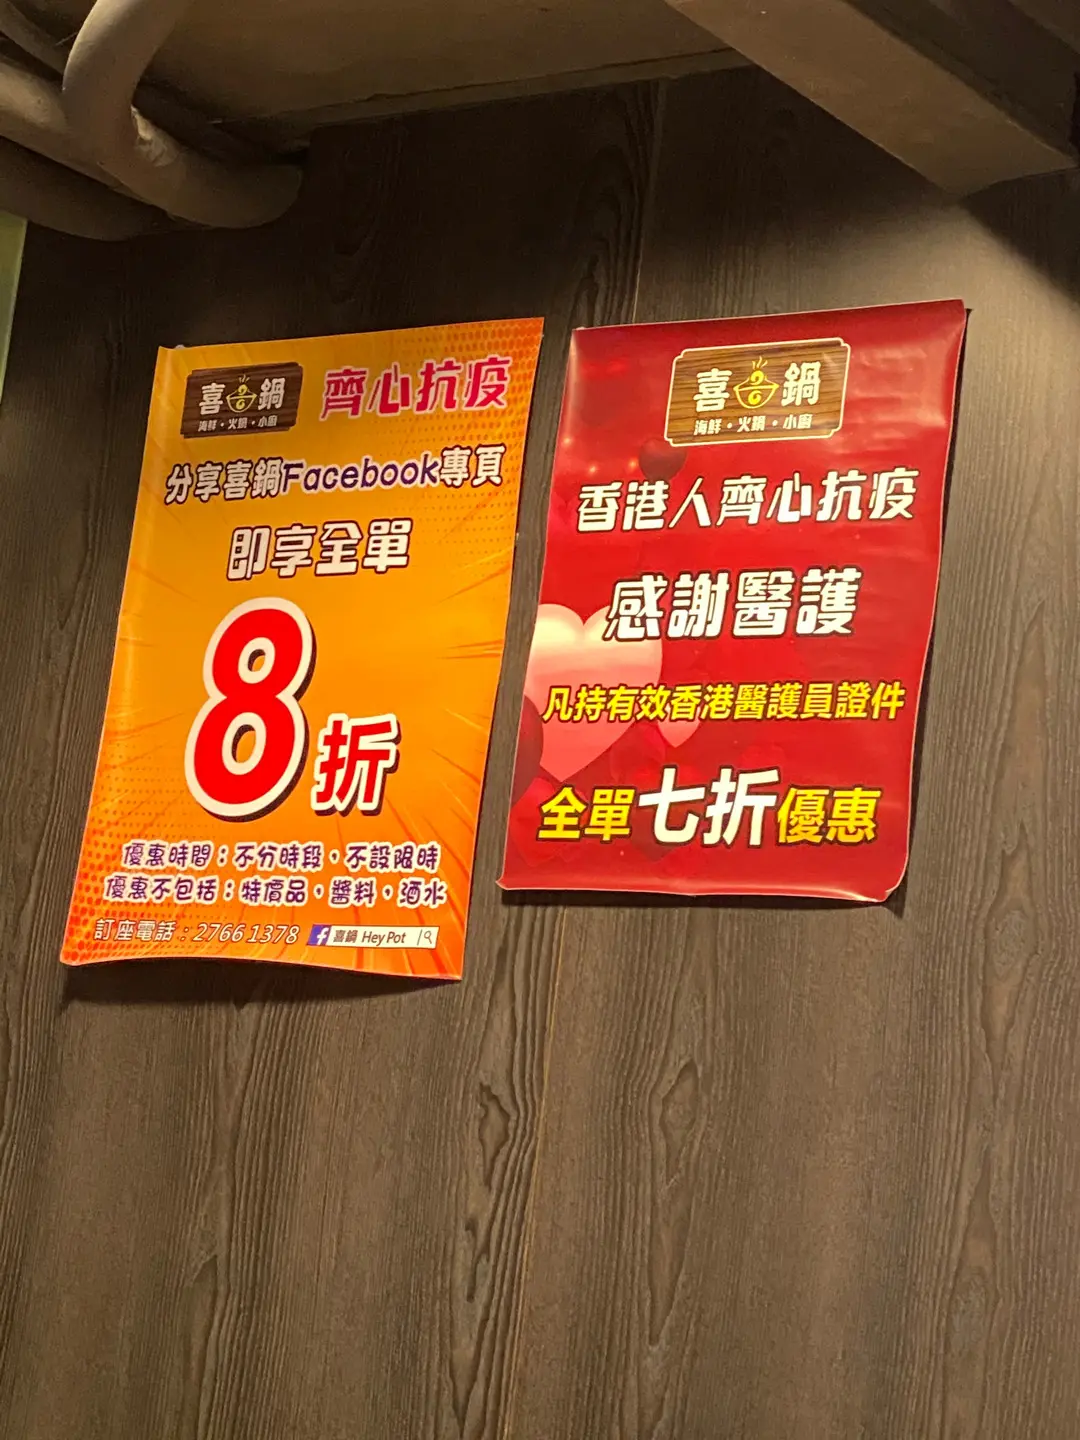 喜鍋
海鮮・火鍋・小廚
齊心抗疫
分享喜鍋Facebook專頁
即享全單
8折
優惠時間：不分時段，不設限時
優惠不包括：特價品，醬料，酒水
訂座電話：2766 1378 f 喜鍋 Hey Pot
喜鍋
海鮮・火鍋・小廚
香港人齊心抗疫
感謝醫護
凡持有效香港醫護員證件
全單七折優惠